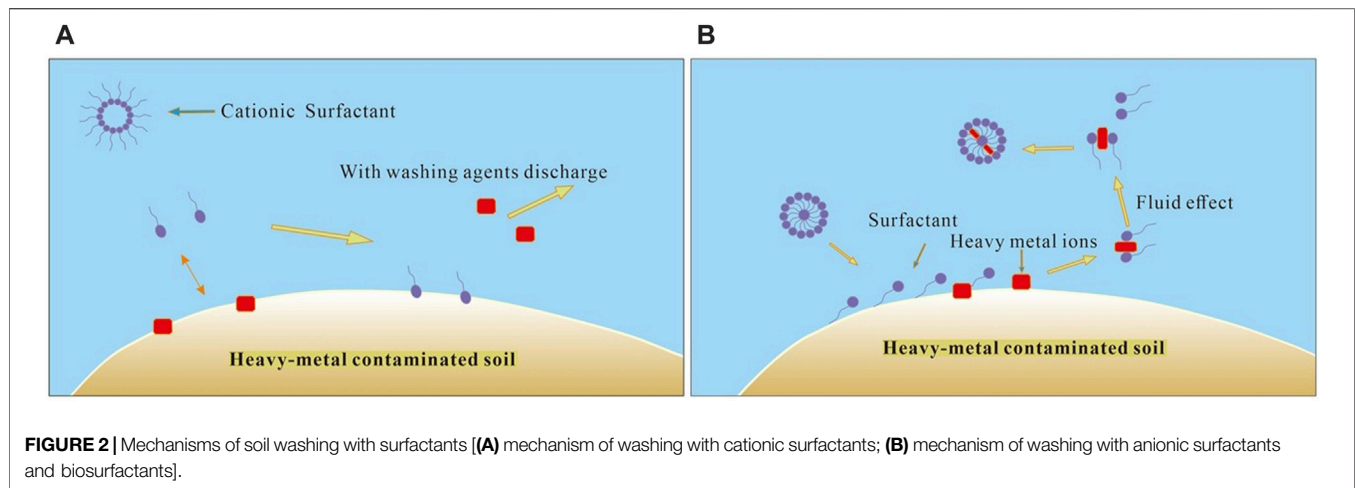 A
B
Cationic Surfactant
With washing agents discharge
Heavy-metal contaminated soil
Surfactant
Heavy metal ions
Fluid effect
Heavy-metal contaminated soil
FIGURE 2 | Mechanisms of soil washing with surfactants [(A) mechanism of washing with cationic surfactants; (B) mechanism of washing with anionic surfactants
and biosurfactants].